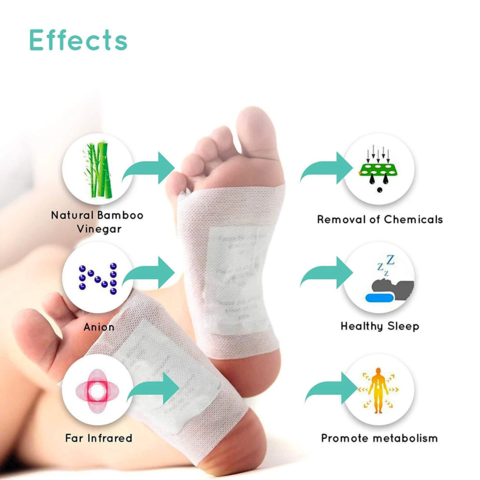 Effects
Natural Bamboo
Vinegar
Removal of Chemicals
Anion
Healthy Sleep
Far Infrared
Promote metabolism
Z
Z
Z